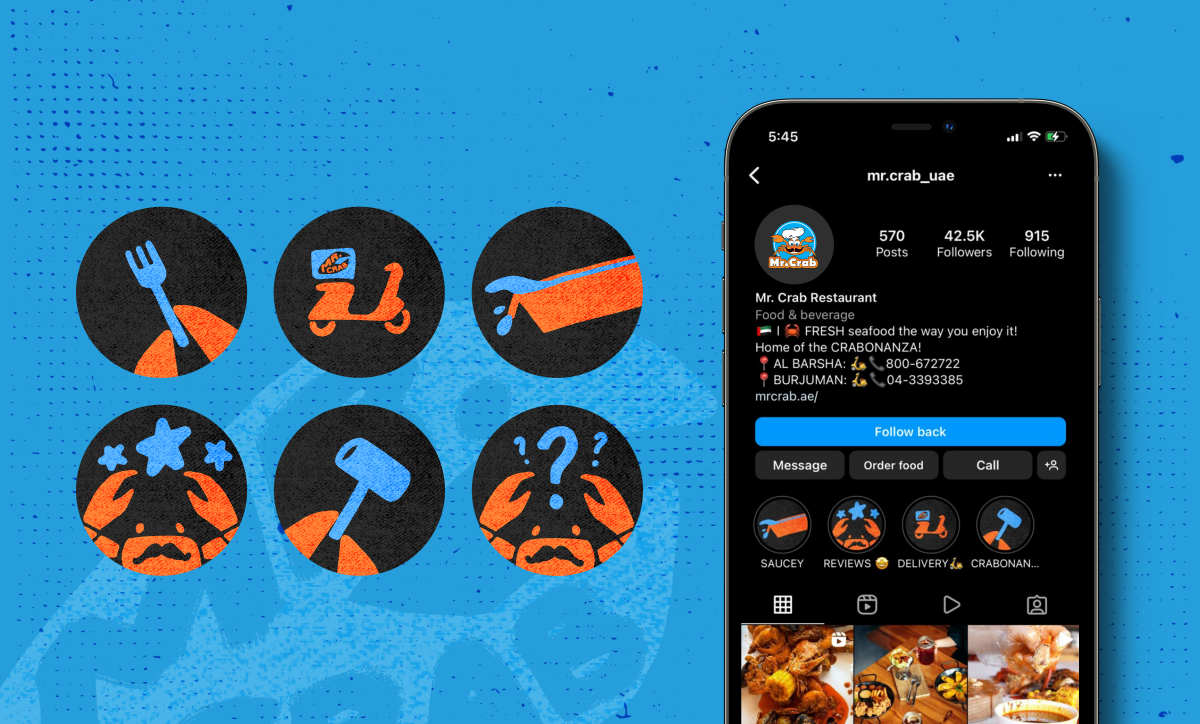 MR. CRAB
? ? ?
5:45
mr.crab_uae
Mr.Crab
570 42.5K 915
Posts Followers Following
Mr. Crab Restaurant
Food & beverage
🇦🇪 I 🦀 FRESH seafood the way you enjoy it!
Home of the CRABONANZA!
📍AL BARSHA: 🛵📞800-672722
📍BURJUMAN: 🛵📞04-3393385
mrcrab.ae/
Follow back
Message Order food Call
SAUCEY REVIEWS 🤩 DELIVERY🛵 CRABONAN...